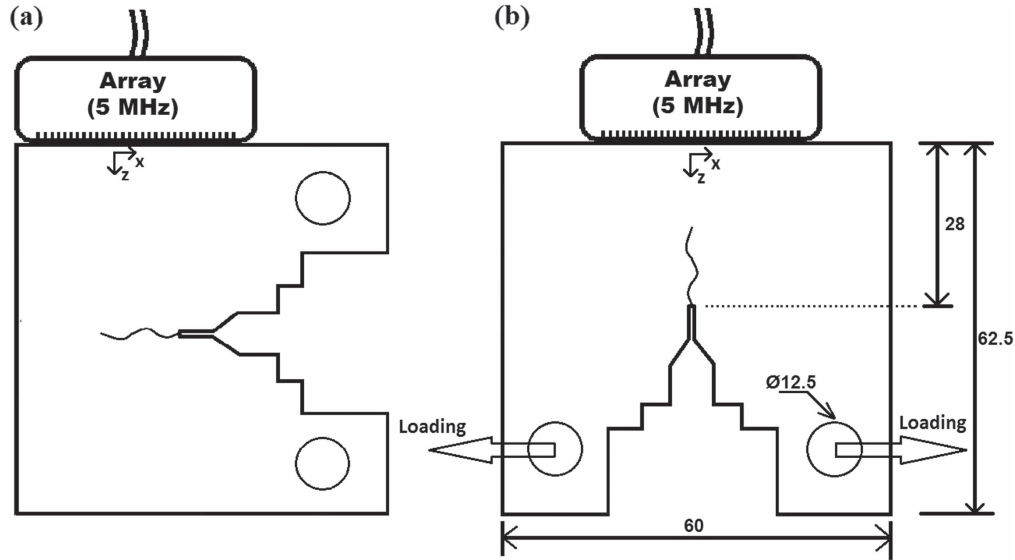 (a)
Array
(5 MHz)
x
z
(b)
Array
(5 MHz)
x
z
28
62.5
Ø12.5
Loading
Loading
60